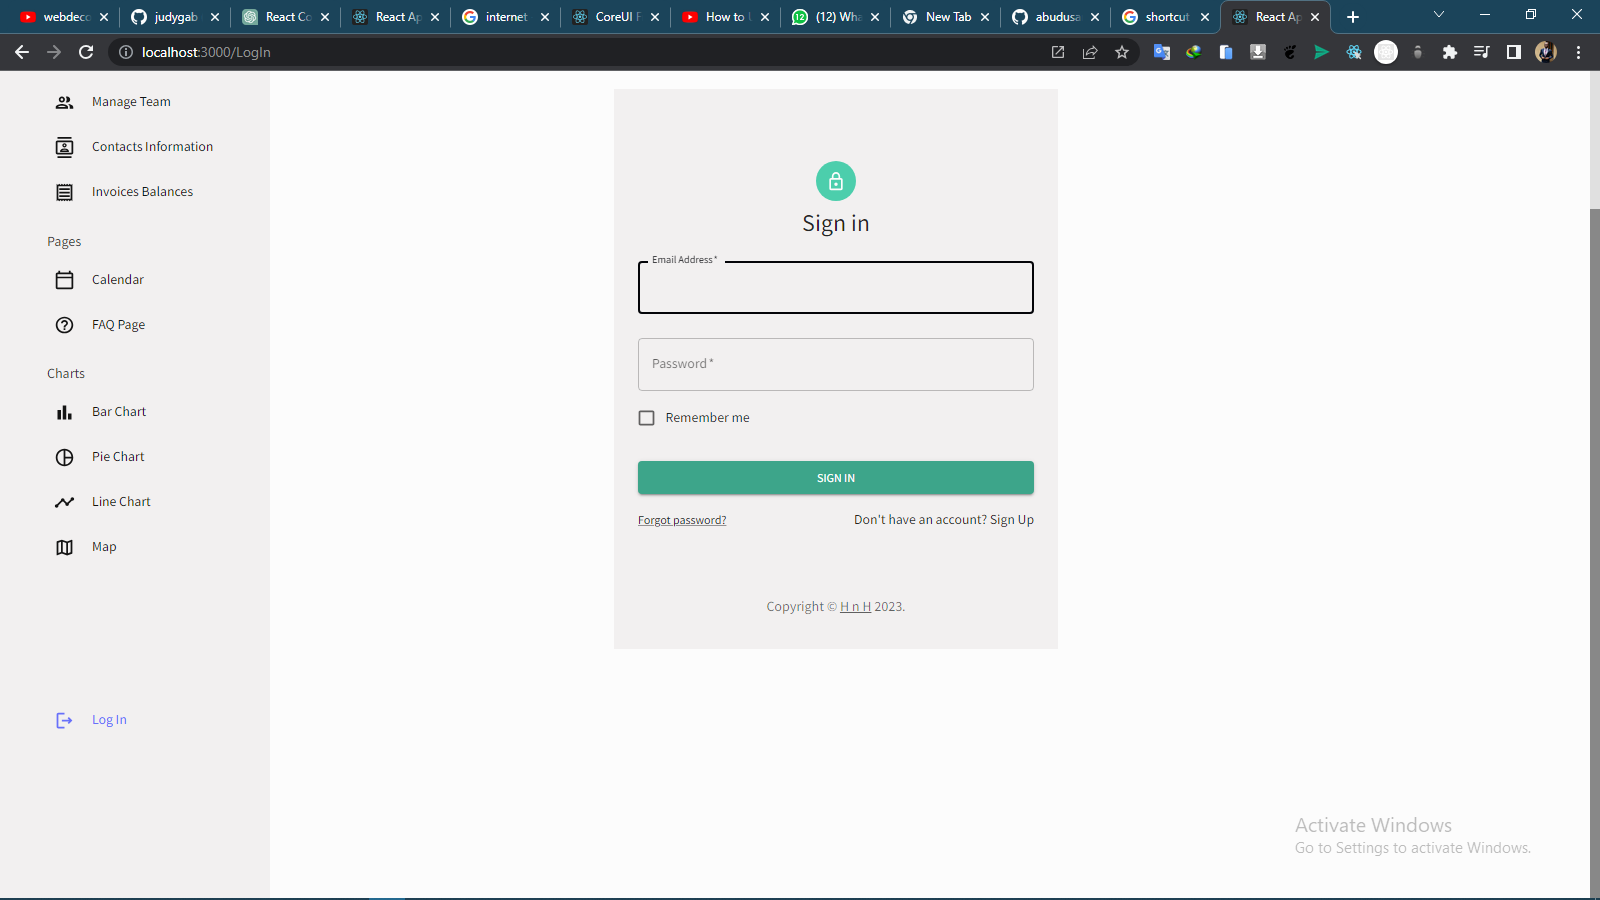 webdecc
judygab
React Co
React Ap
internet
CoreUI F
How to U
(12) Wha
New Tab
abudusa
shortcut
React Ap
localhost:3000/LogIn
Manage Team
Contacts Information
Invoices Balances
Pages
Calendar
FAQ Page
Charts
Bar Chart
Pie Chart
Line Chart
Map
Log In
Sign in
Email Address *
Password *
Remember me
SIGN IN
Forgot password?
Don't have an account? Sign Up
Copyright © H n H 2023.
Activate Windows
Go to Settings to activate Windows.